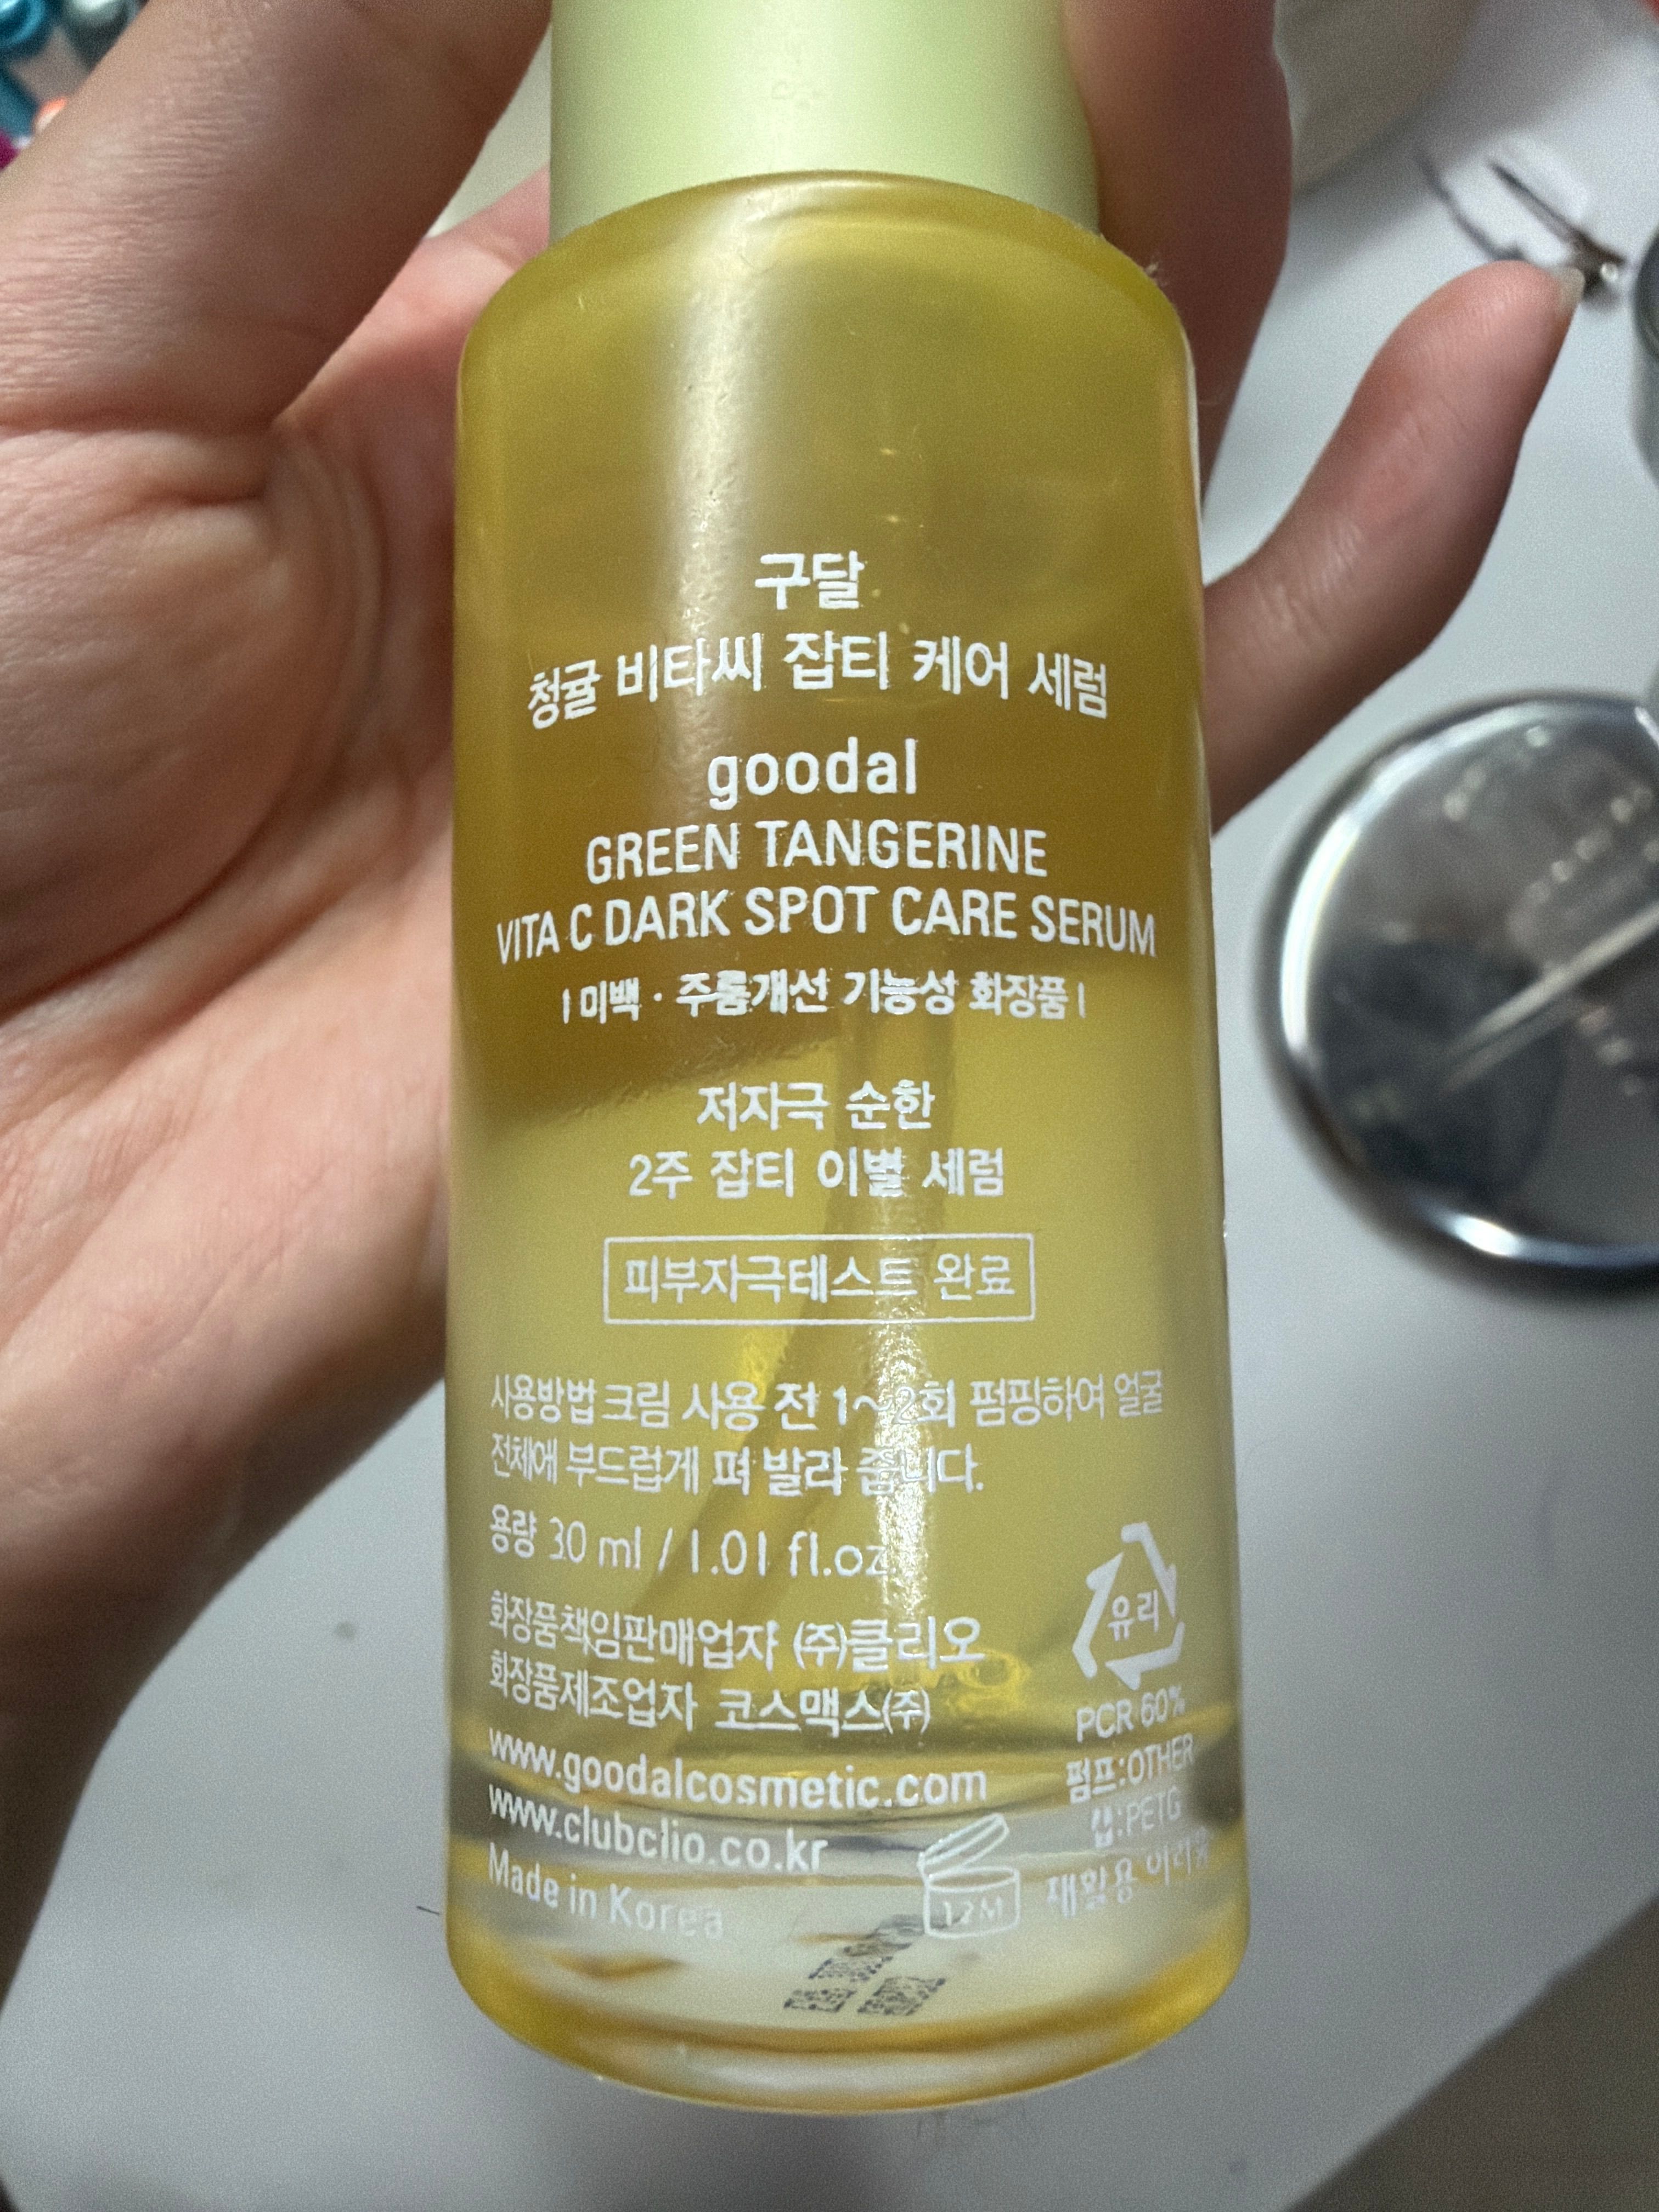 구달
청귤 비타씨 잡티 케어 세럼
goodal
GREEN TANGERINE
VITA C DARK SPOT CARE SERUM
| 미백 · 주름개선 기능성 화장품 |
저자극 순한
2주 잡티 이별 세럼
피부자극테스트 완료
사용방법 크림 사용 전 1~2회 펌핑하여 얼굴
전체에 부드럽게 펴 발라 줍니다.
용량 30 ml / 1.01 fl.oz
화장품책임판매업자 (주)클리오
화장품제조업자 코스맥스(주)
www.goodalcosmetic.com
www.clubclio.co.kr
Made in Korea
12M
유리
PCR 60%
펌프:OTHER
캡:PETG
재활용 어려움